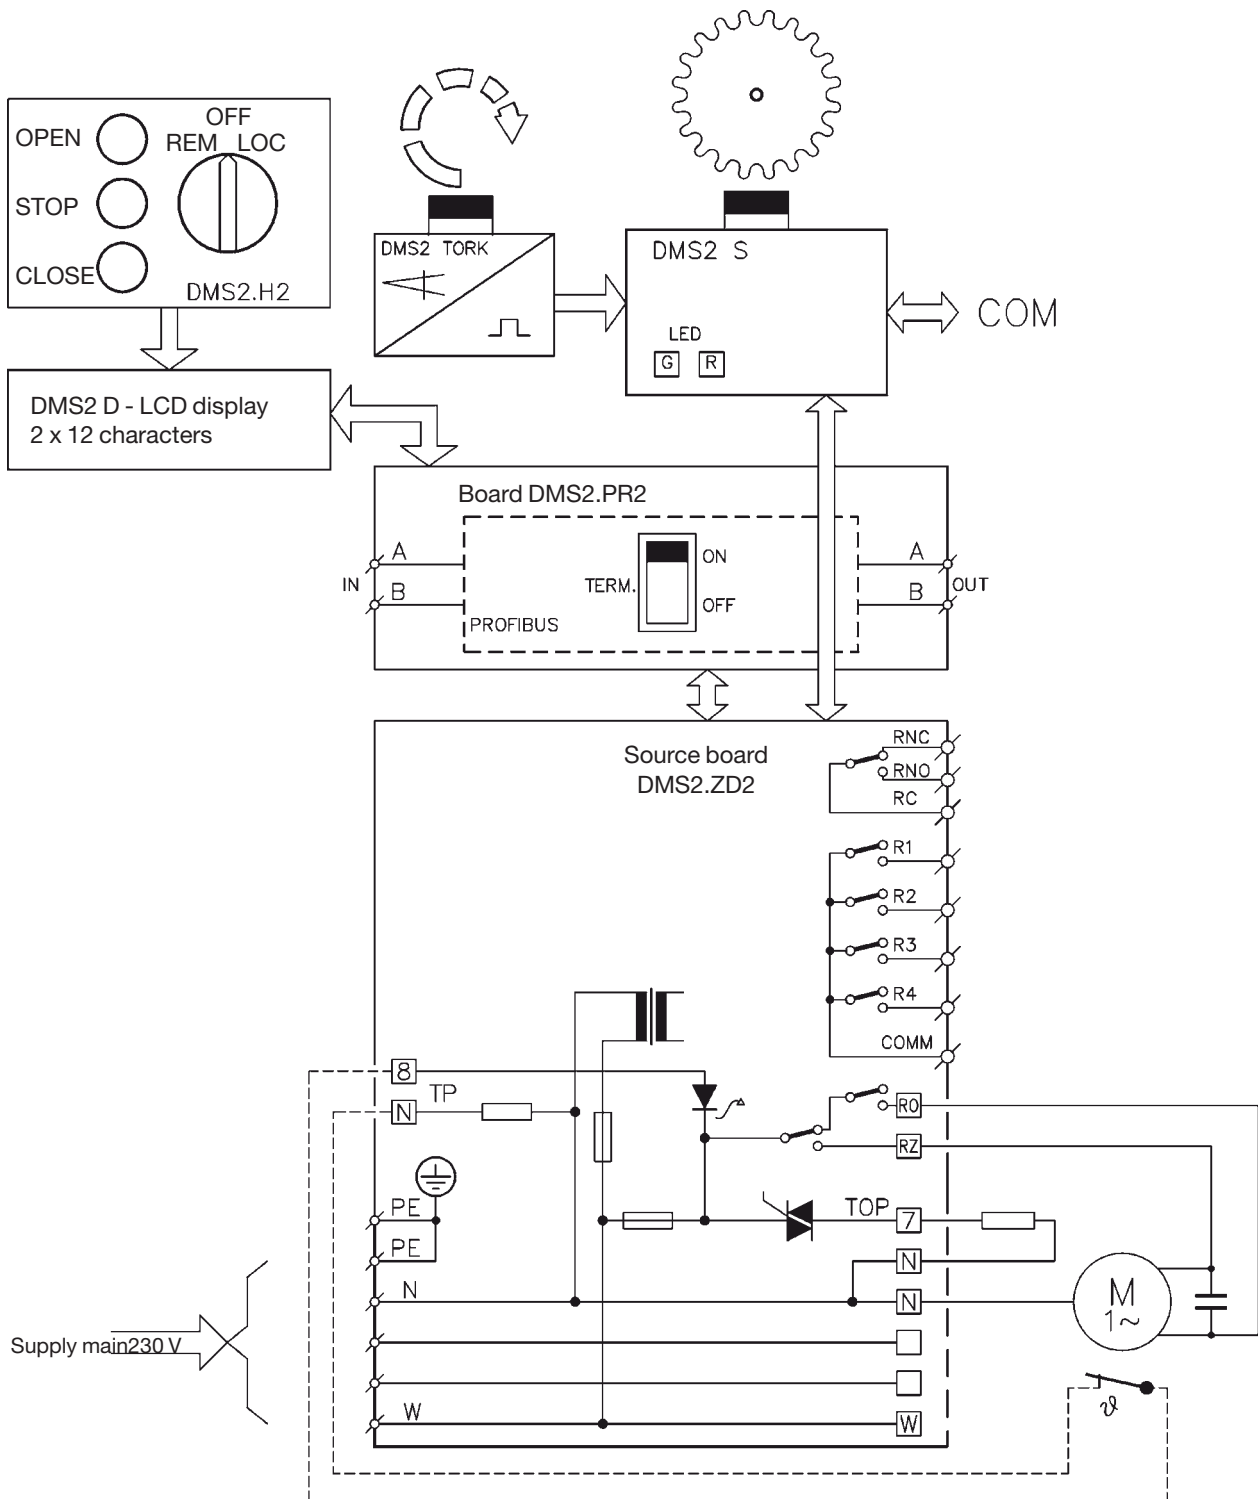 OFF
OPEN
REM LOC
STOP
CLOSE
DMS2.H2
DMS2 TORK
DMS2 S
LED
G R
COM
DMS2 D - LCD display
2 x 12 characters
Board DMS2.PR2
A
ON
A
IN
TERM.
OUT
B
OFF
B
PROFIBUS
Source board
DMS2.ZD2
RNC
RNO
RC
R1
R2
R3
R4
COMM
8
TP
N
RO
RZ
PE
TOP
7
PE
N
N
N
M
1~
Supply main230 V
W
W
ϑ